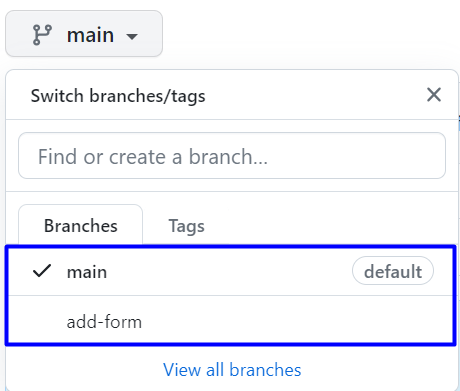 main
Switch branches/tags
Find or create a branch...
Branches Tags
main default
add-form
View all branches